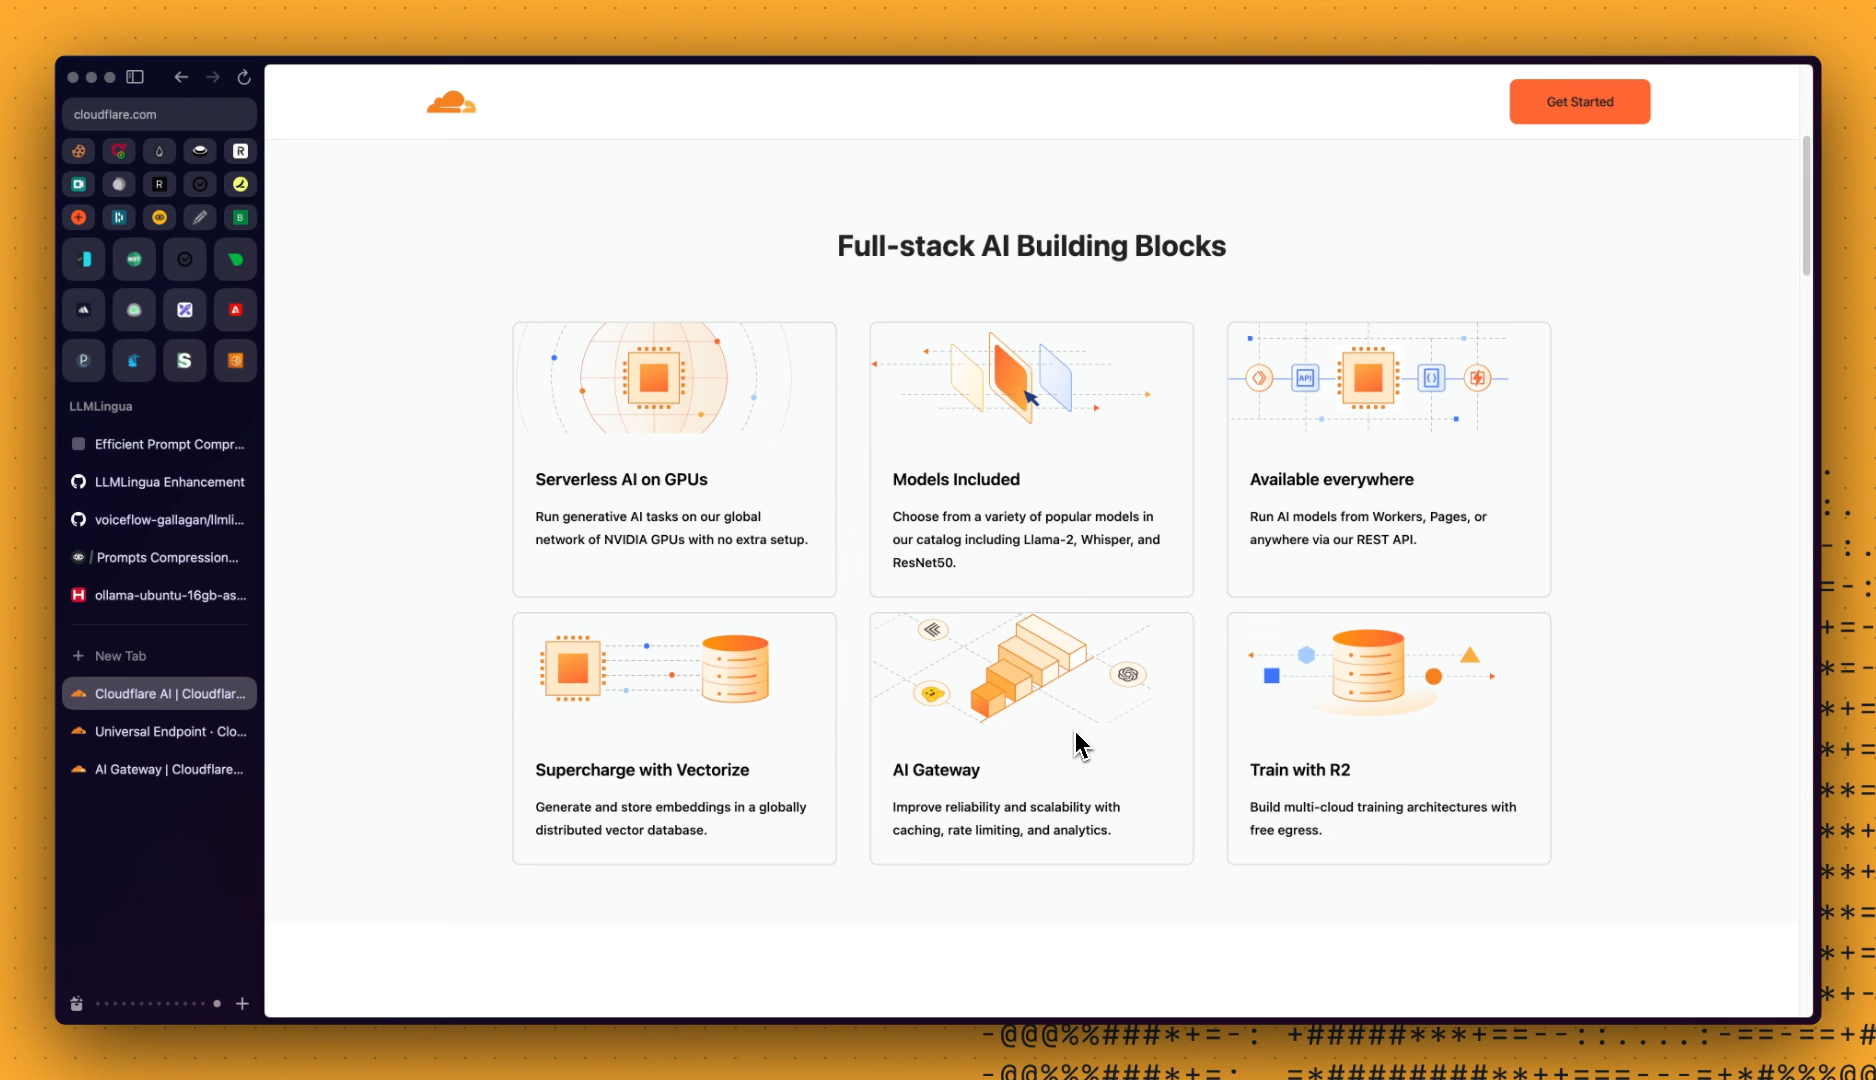 cloudflare.com
LLMLingua
Efficient Prompt Compr...
LLMLingua Enhancement
voiceflow-gallagan/llmli...
/ Prompts Compression...
ollama-ubuntu-16gb-as...
New Tab
Cloudflare AI | Cloudflar...
Universal Endpoint · Clo...
AI Gateway | Cloudflare...
Get Started
Full-stack AI Building Blocks
API
Serverless AI on GPUs
Run generative AI tasks on our global
network of NVIDIA GPUs with no extra setup.
Models Included
Choose from a variety of popular models in
our catalog including Llama-2, Whisper, and
ResNet50.
Available everywhere
Run AI models from Workers, Pages, or
anywhere via our REST API.
Supercharge with Vectorize
Generate and store embeddings in a globally
distributed vector database.
AI Gateway
Improve reliability and scalability with
caching, rate limiting, and analytics.
Train with R2
Build multi-cloud training architectures with
free egress.